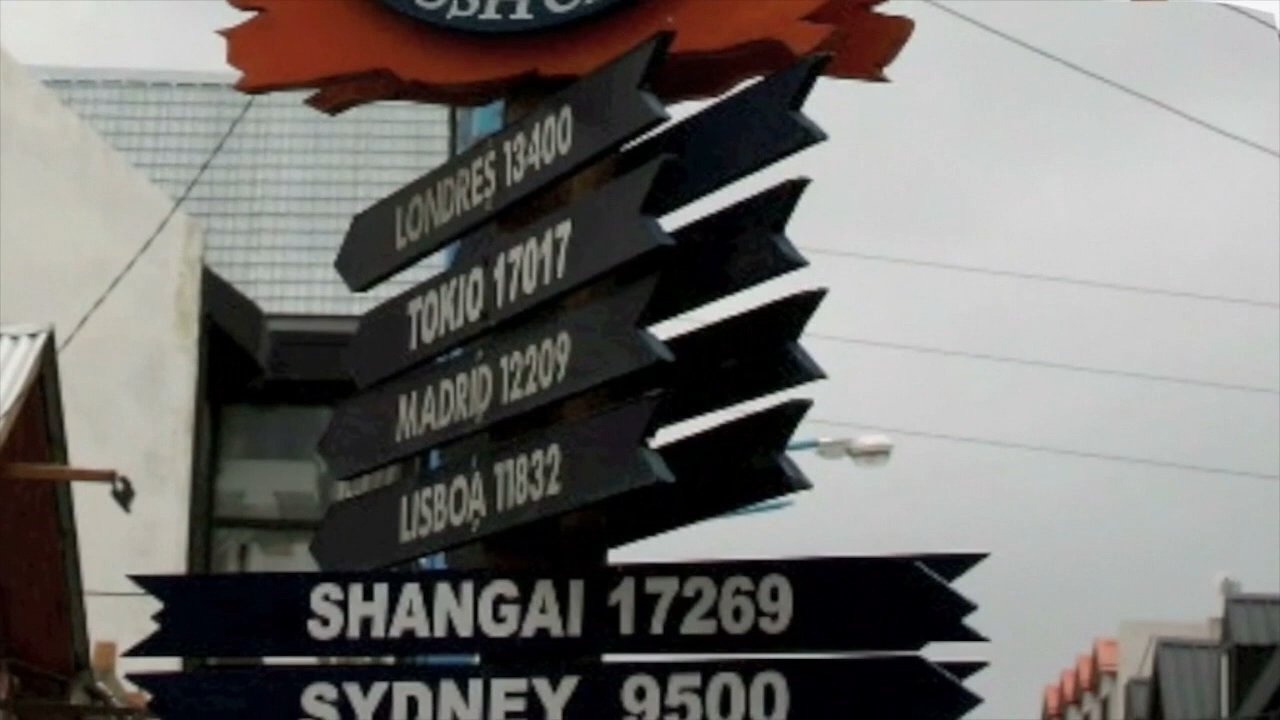 LONDRES 13400
TOKIO 17017
MADRID 12209
LISBOA 11832
SHANGAI 17269
SYDNEY 9500